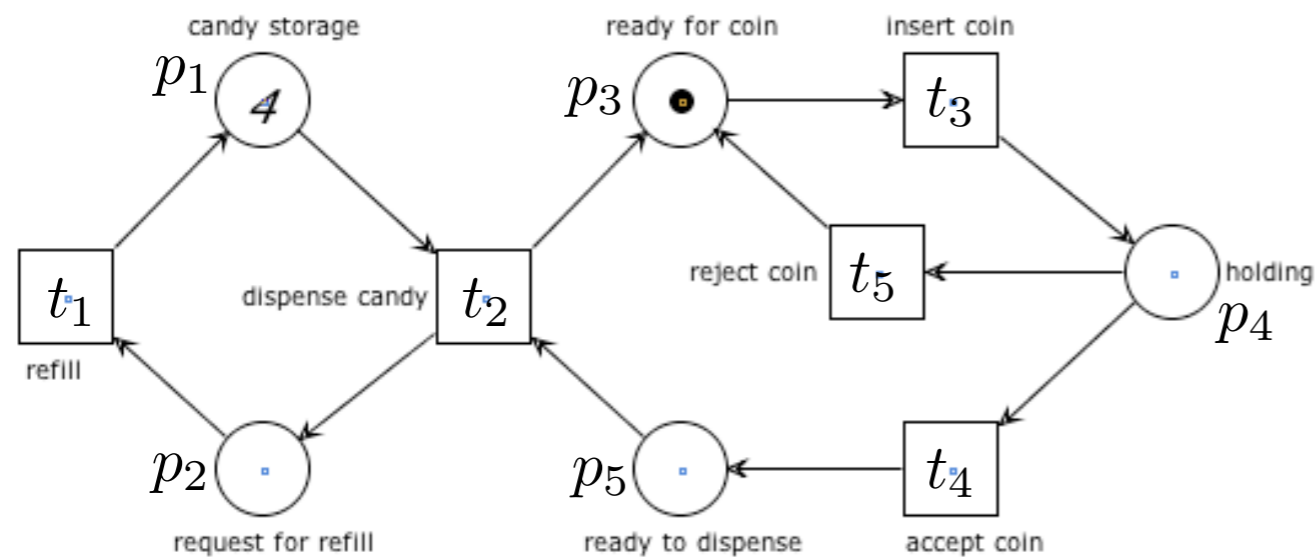 candy storage
ready for coin
insert coin
p₁
4
p₃
t₃
t₁
dispense candy
t₂
reject coin
t₅
holding
p₄
refill
p₂
p₅
t₄
request for refill
ready to dispense
accept coin